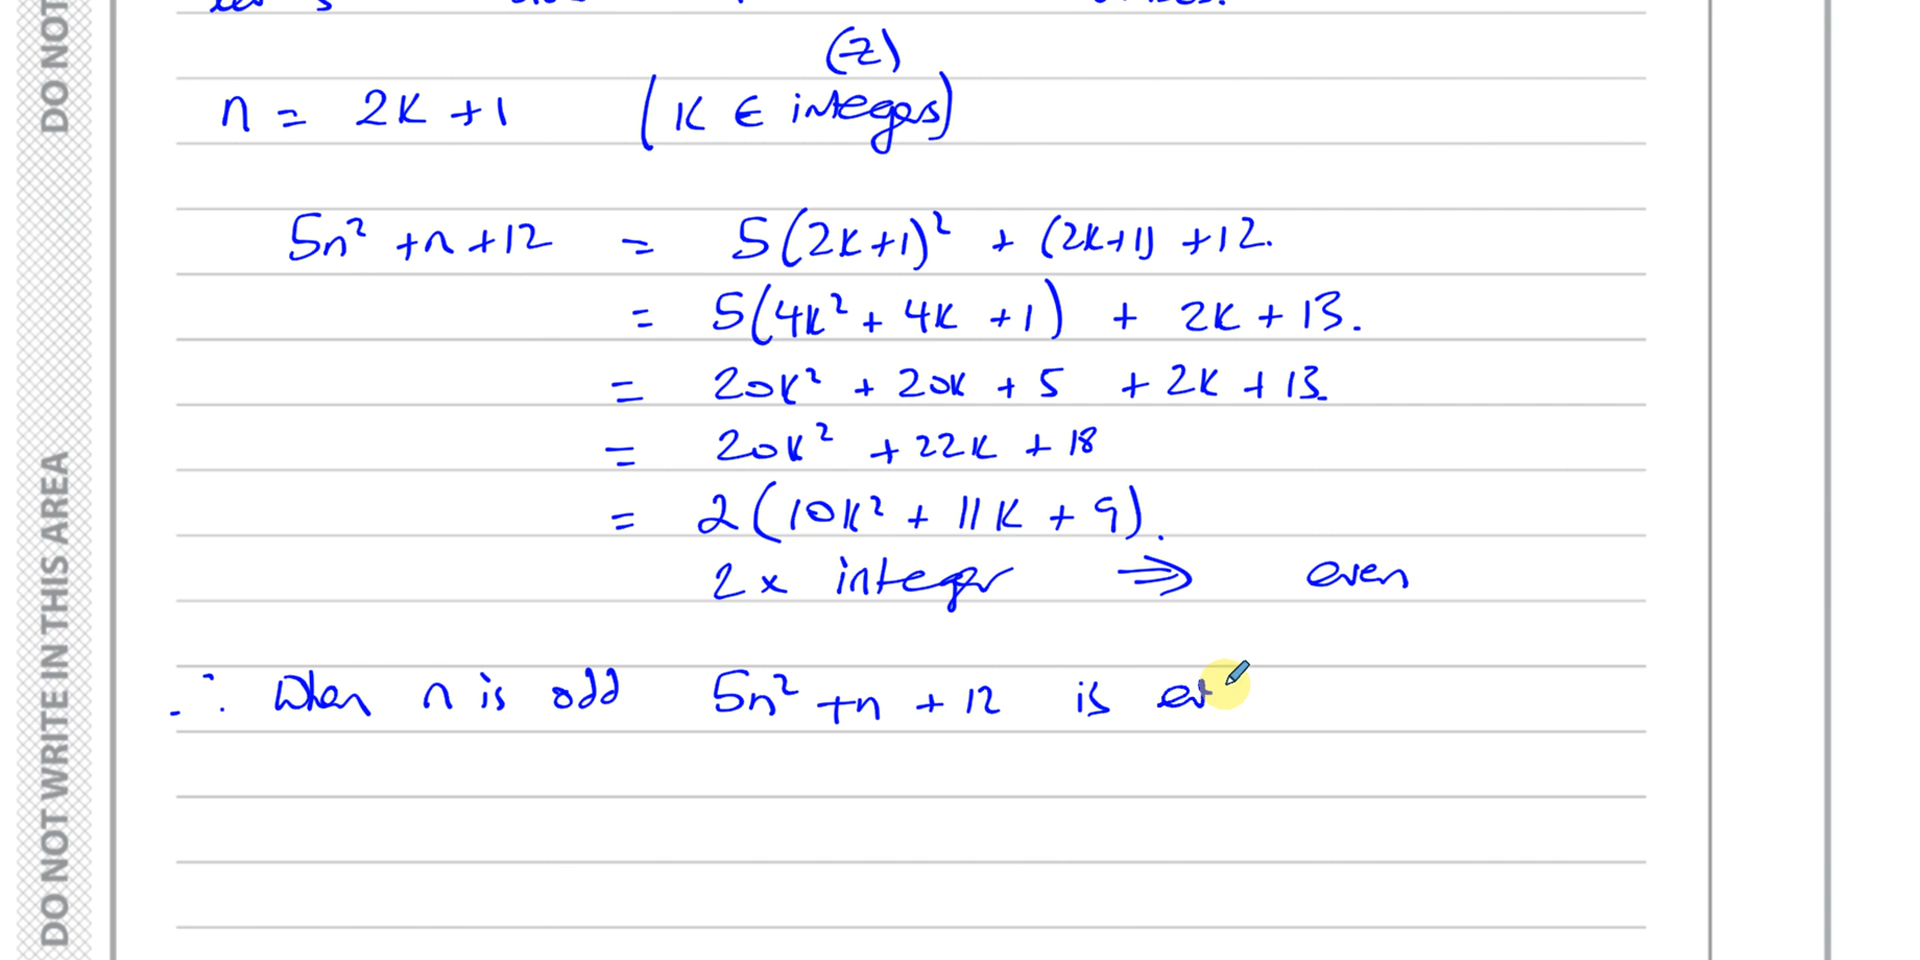 (Z)
n = 2k + 1 (K ∈ integers)
5n² + n + 12 = 5(2k+1)² + (2k+1) + 12.
= 5(4k² + 4k + 1) + 2k + 13.
= 20k² + 20k + 5 + 2k + 13.
= 20k² + 22k + 18
= 2(10k² + 11k + 9).
2 x integer ⇒ even
∴ When n is odd 5n² + n + 12 is ev
DO NOT
DO NOT WRITE IN THIS AREA